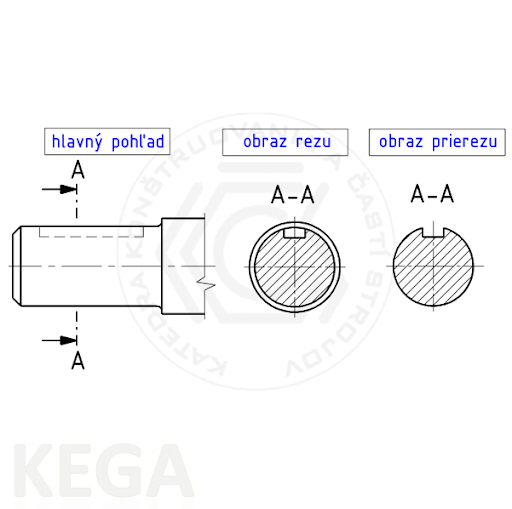 hlavný pohľad
obraz rezu
obraz prierezu
A
A-A
A-A
A
KATEDRA KONŠTRUOVANIA A ČASTÍ STROJOV
KEGA